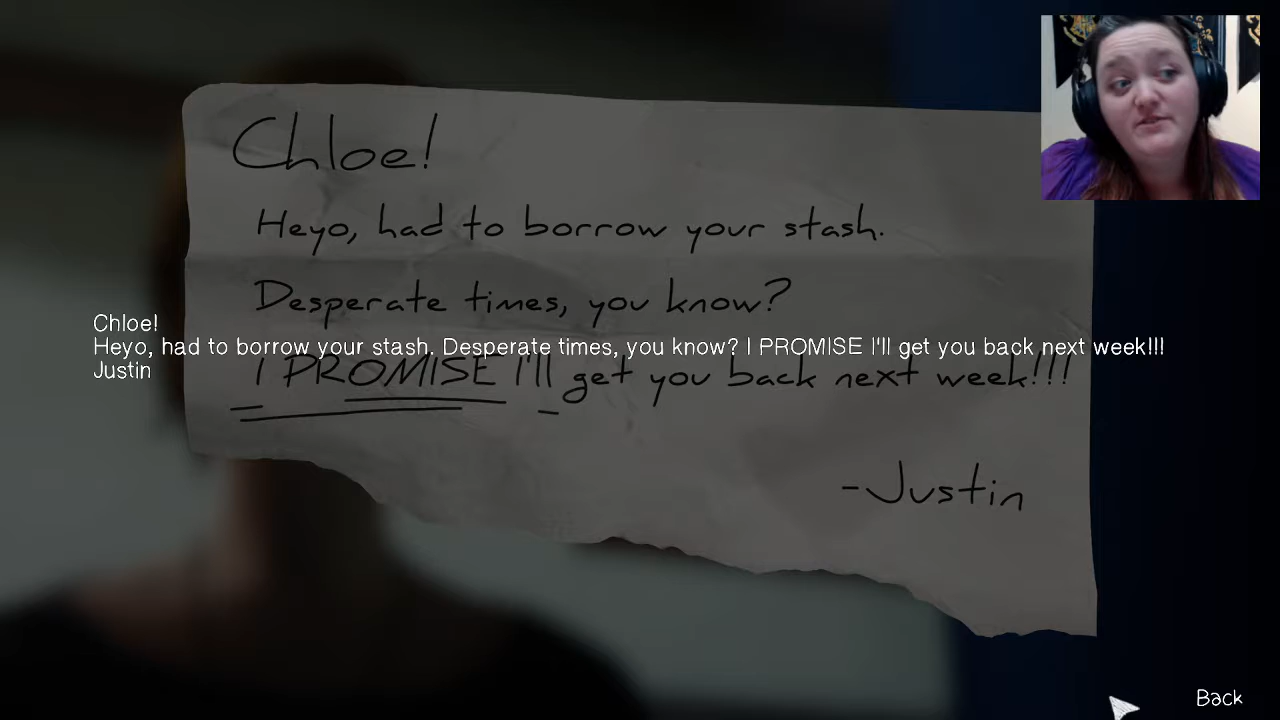 Chloe!
Heyo, had to borrow your stash.
Desperate times, you know?
I PROMISE I'll get you back next week!!!
-Justin
Chloe!
Heyo, had to borrow your stash. Desperate times, you know? I PROMISE I'll get you back next week!!!
Justin
Back